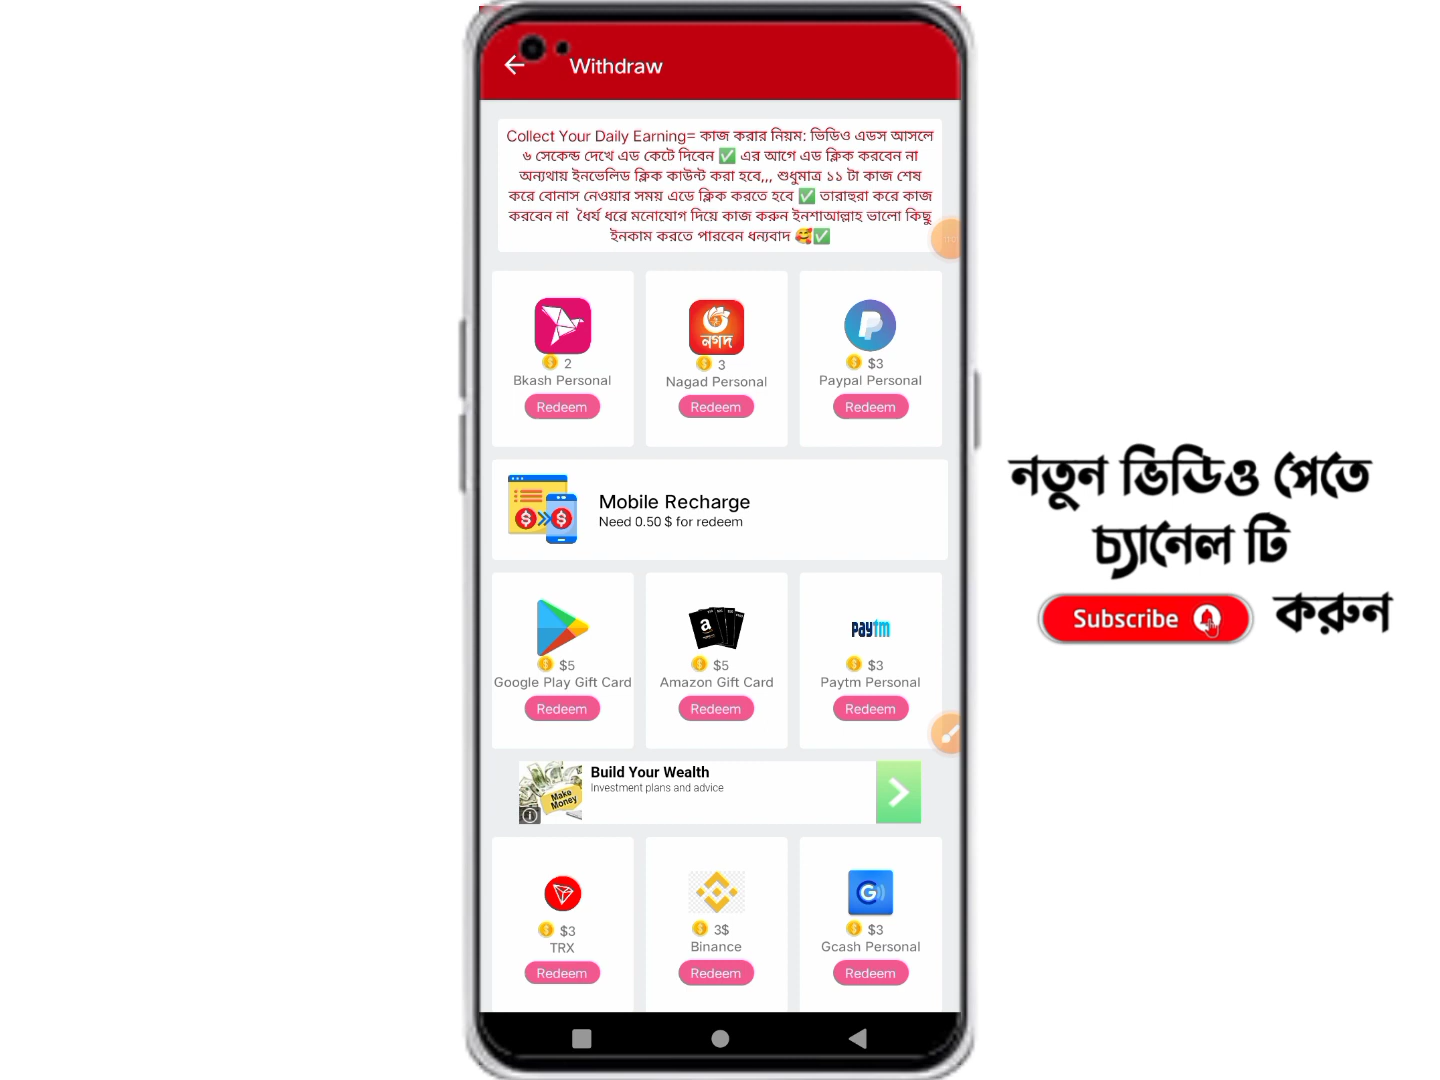 Withdraw
Collect Your Daily Earning= কাজ করার নিয়ম: ভিডিও এডস আসলে
৬ সেকেন্ড দেখে এড কেটে দিবেন ✅ এর আগে এড ক্লিক করবেন না
অন্যথায় ইনভেলিড ক্লিক কাউন্ট করা হবে,,, শুধুমাত্র ১১ টা কাজ শেষ
করে বোনাস নেওয়ার সময় এডে ক্লিক করতে হবে ✅ তারাহুরা করে কাজ
করবেন না ধৈর্য ধরে মনোযোগ দিয়ে কাজ করুন ইনশাআল্লাহ ভালো কিছু
ইনকাম করতে পারবেন ধন্যবাদ 🥰✅
নগদ
2 3 $3
Bkash Personal Nagad Personal Paypal Personal
Redeem Redeem Redeem
Mobile Recharge
Need 0.50 $ for redeem
a paytm
$5 $5 $3
Google Play Gift Card Amazon Gift Card Paytm Personal
Redeem Redeem Redeem
Make Money
Build Your Wealth
Investment plans and advice
$3 3$ $3
TRX Binance Gcash Personal
Redeem Redeem Redeem
নতুন ভিডিও পেতে
চ্যানেল টি
Subscribe করুন